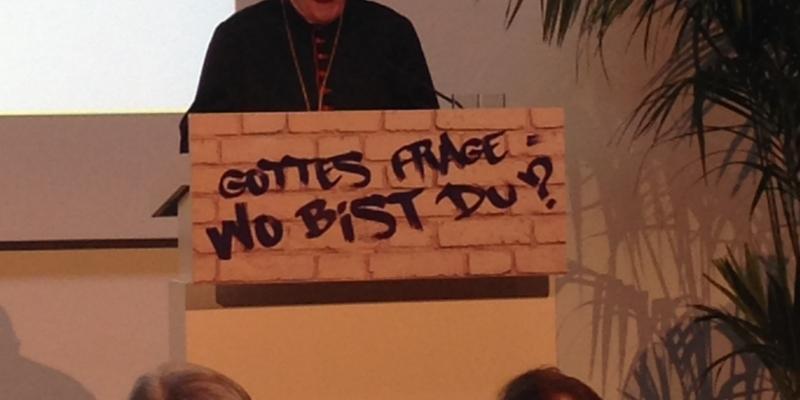 GOTTES FRAGE :
WO BiST DU ?